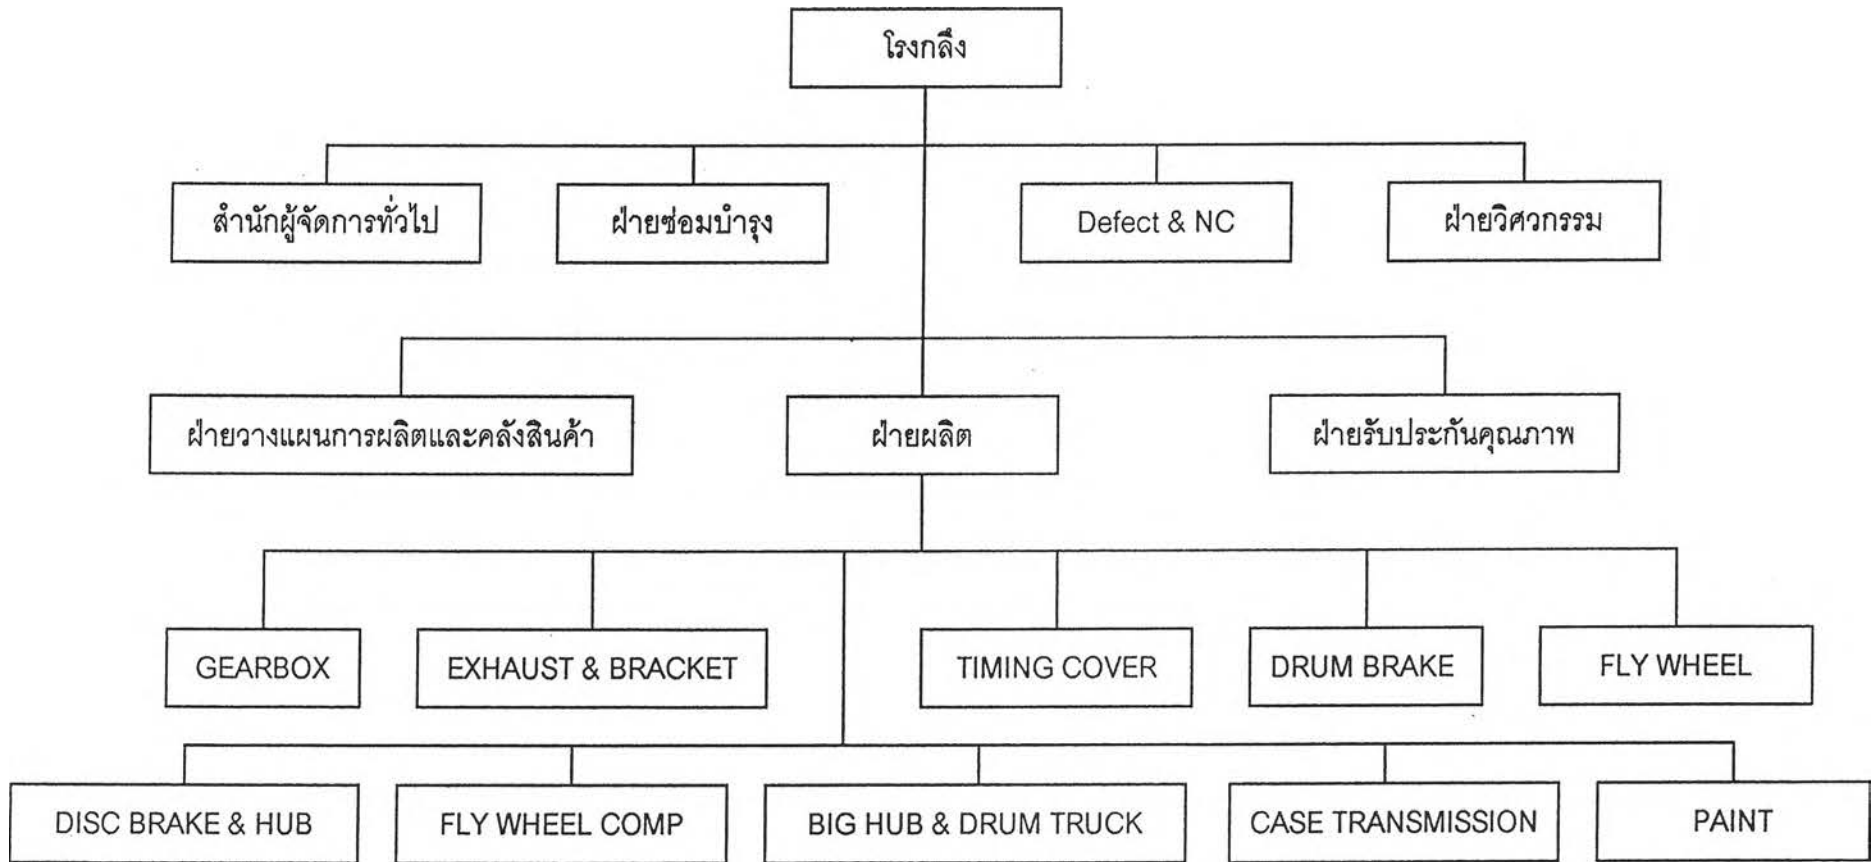 โรงกลึง
สำนักผู้จัดการทั่วไป
ฝ่ายซ่อมบำรุง
Defect & NC
ฝ่ายวิศวกรรม
ฝ่ายวางแผนการผลิตและคลังสินค้า
ฝ่ายผลิต
ฝ่ายรับประกันคุณภาพ
GEARBOX
EXHAUST & BRACKET
TIMING COVER
DRUM BRAKE
FLY WHEEL
DISC BRAKE & HUB
FLY WHEEL COMP
BIG HUB & DRUM TRUCK
CASE TRANSMISSION
PAINT